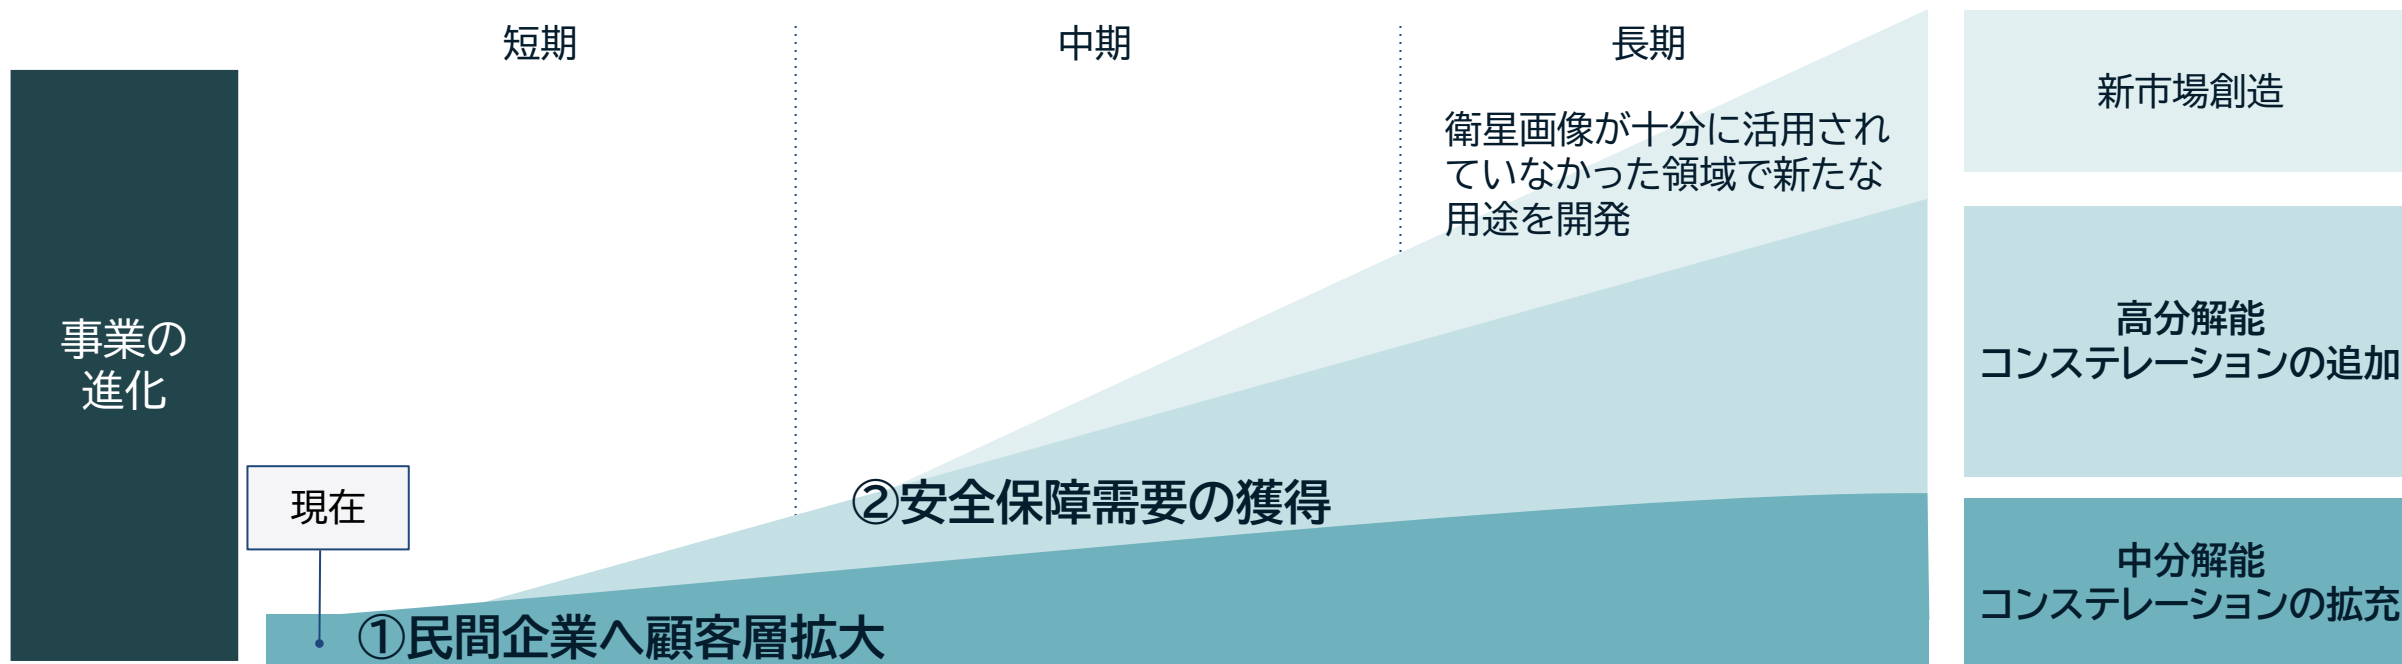 短期
中期
長期
事業の
進化
現在
衛星画像が十分に活用され
ていなかった領域で新たな
用途を開発
②安全保障需要の獲得
①民間企業へ顧客層拡大
新市場創造
高分解能
コンステレーションの追加
中分解能
コンステレーションの拡充